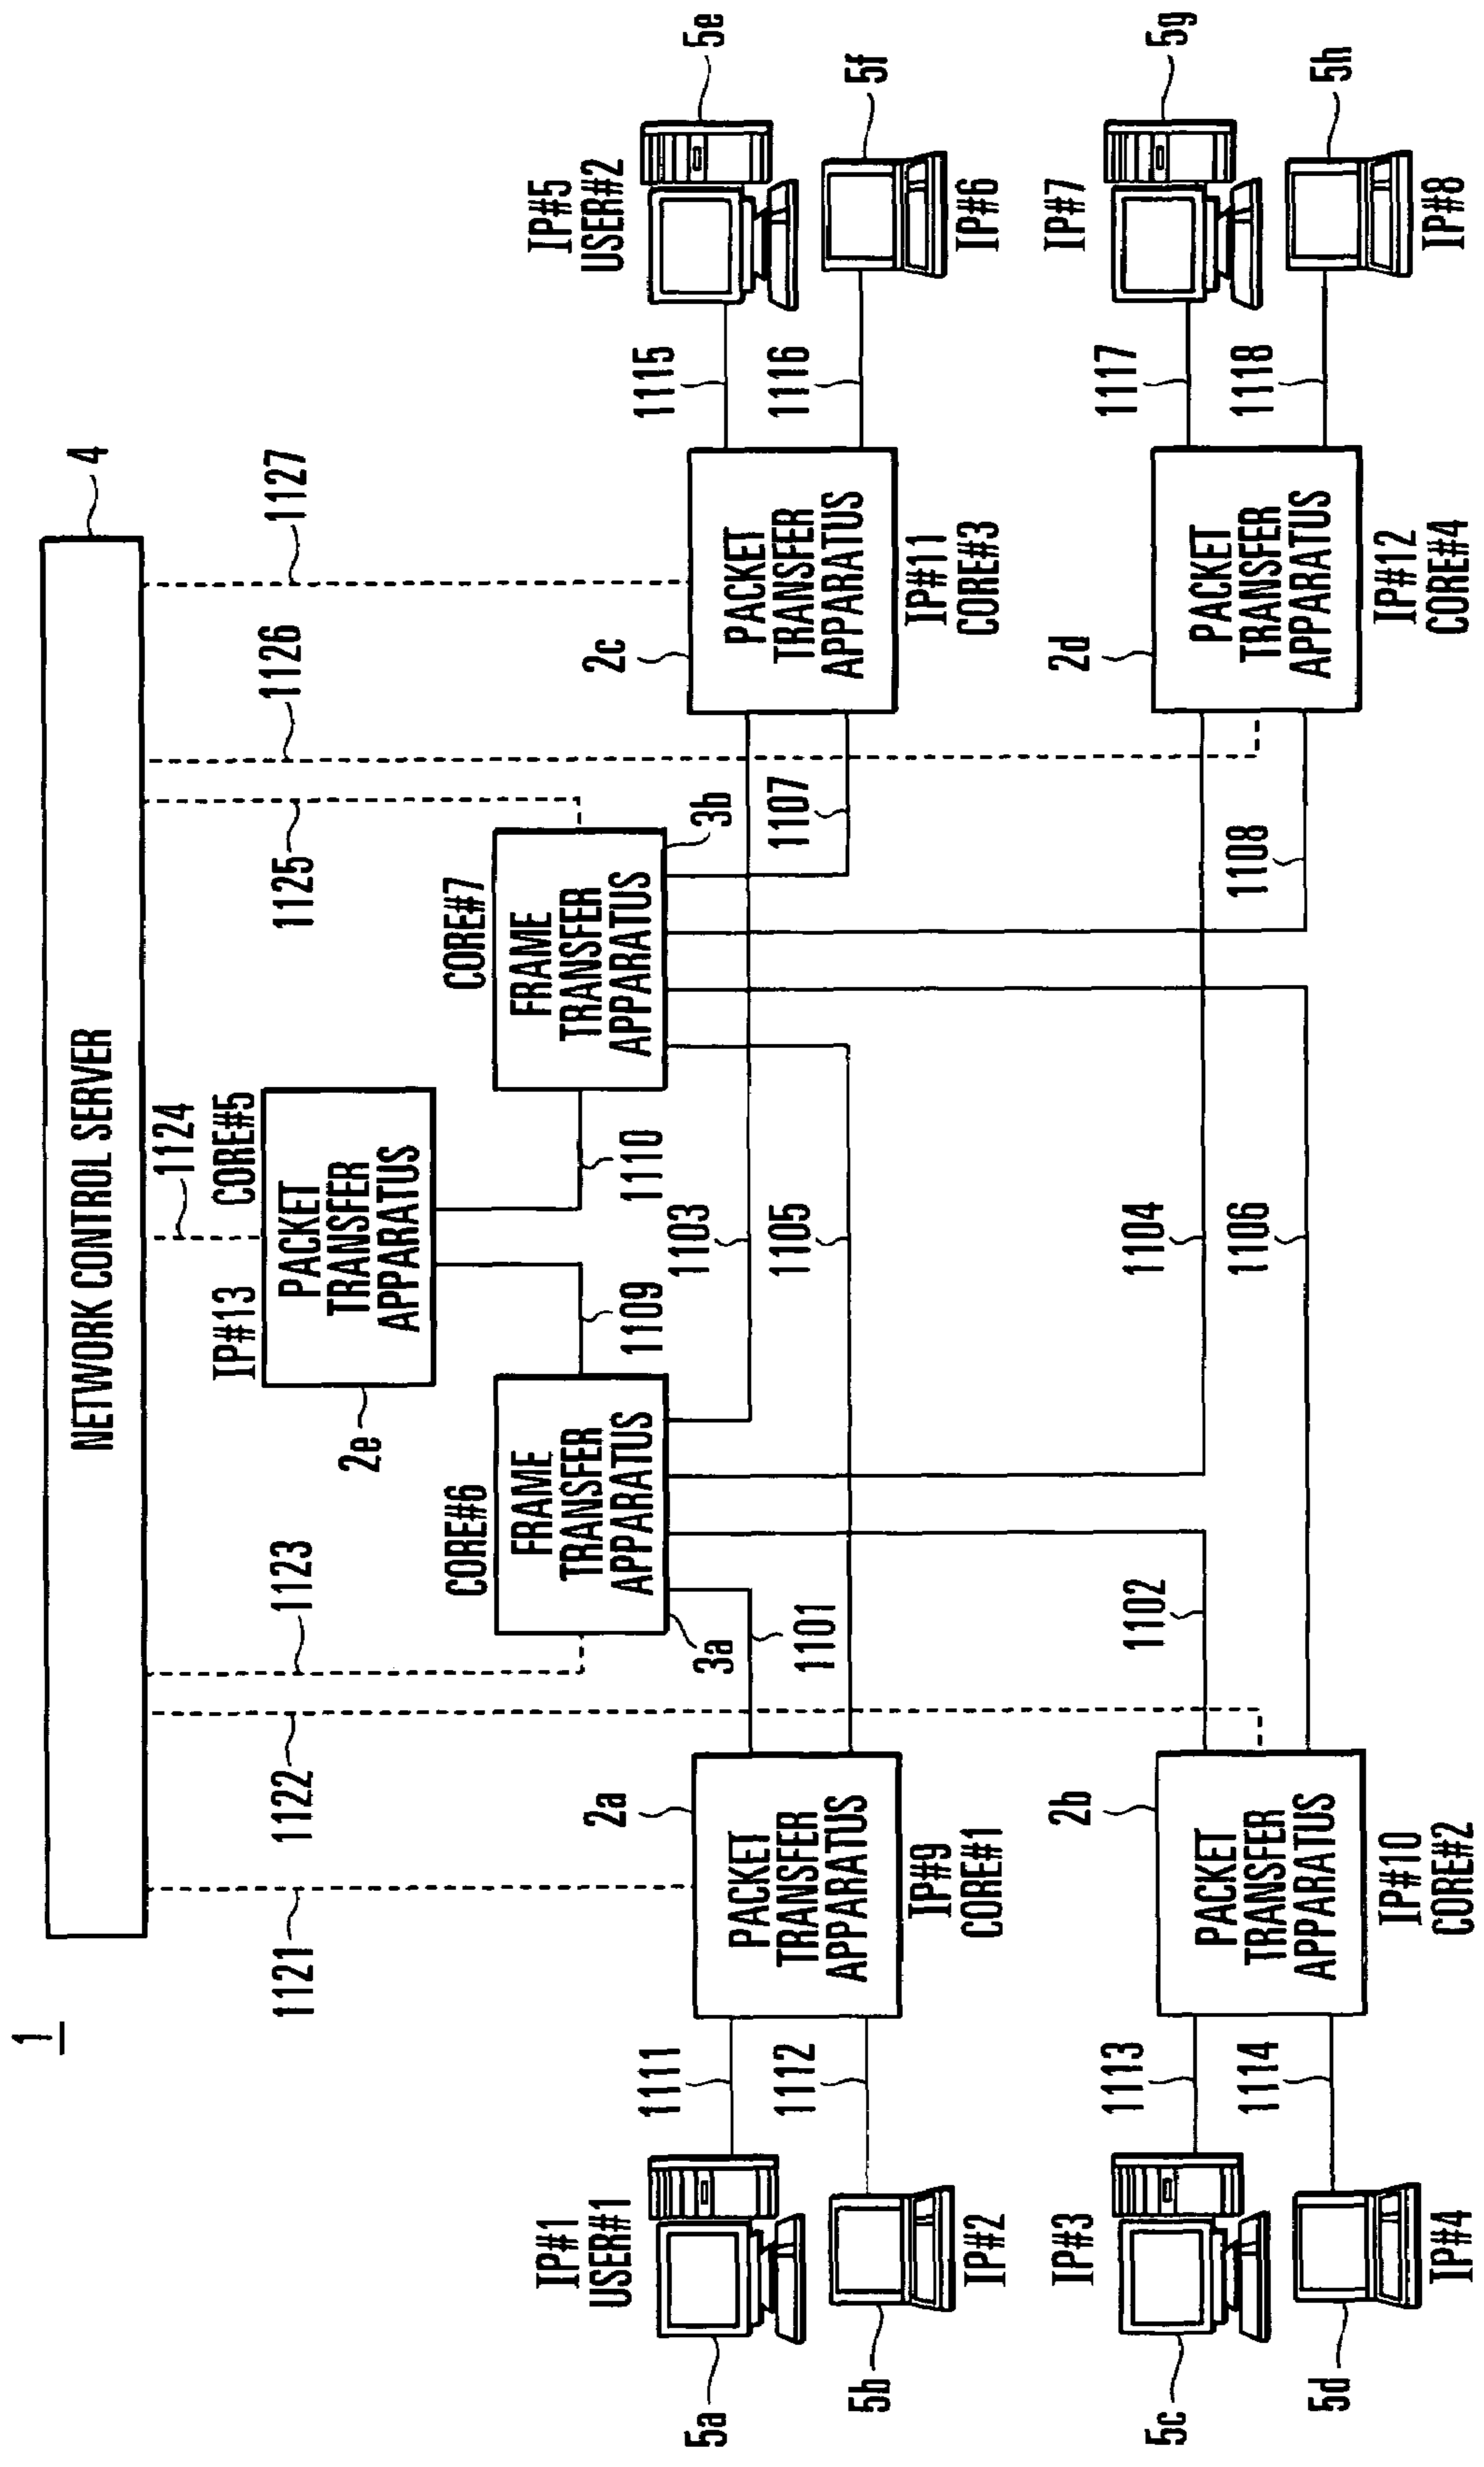 1
NETWORK CONTROL SERVER
4
1121
1122
1123
1124
1125
1126
1127
IP#13
CORE#5
PACKET
TRANSFER
APPARATUS
2e
CORE#6
FRAME
TRANSFER
APPARATUS
3a
1109
1110
CORE#7
FRAME
TRANSFER
APPARATUS
3b
IP#1
USER#1
5a
1111
5b
IP#2
1112
2a
PACKET
TRANSFER
APPARATUS
IP#9
CORE#1
1101
1103
1105
1107
2c
PACKET
TRANSFER
APPARATUS
IP#11
CORE#3
1115
1116
IP#5
USER#2
5e
5f
IP#6
IP#3
5c
1113
5d
IP#4
1114
2b
PACKET
TRANSFER
APPARATUS
IP#10
CORE#2
1102
1104
1106
1108
2d
PACKET
TRANSFER
APPARATUS
IP#12
CORE#4
1117
1118
IP#7
5g
5h
IP#8